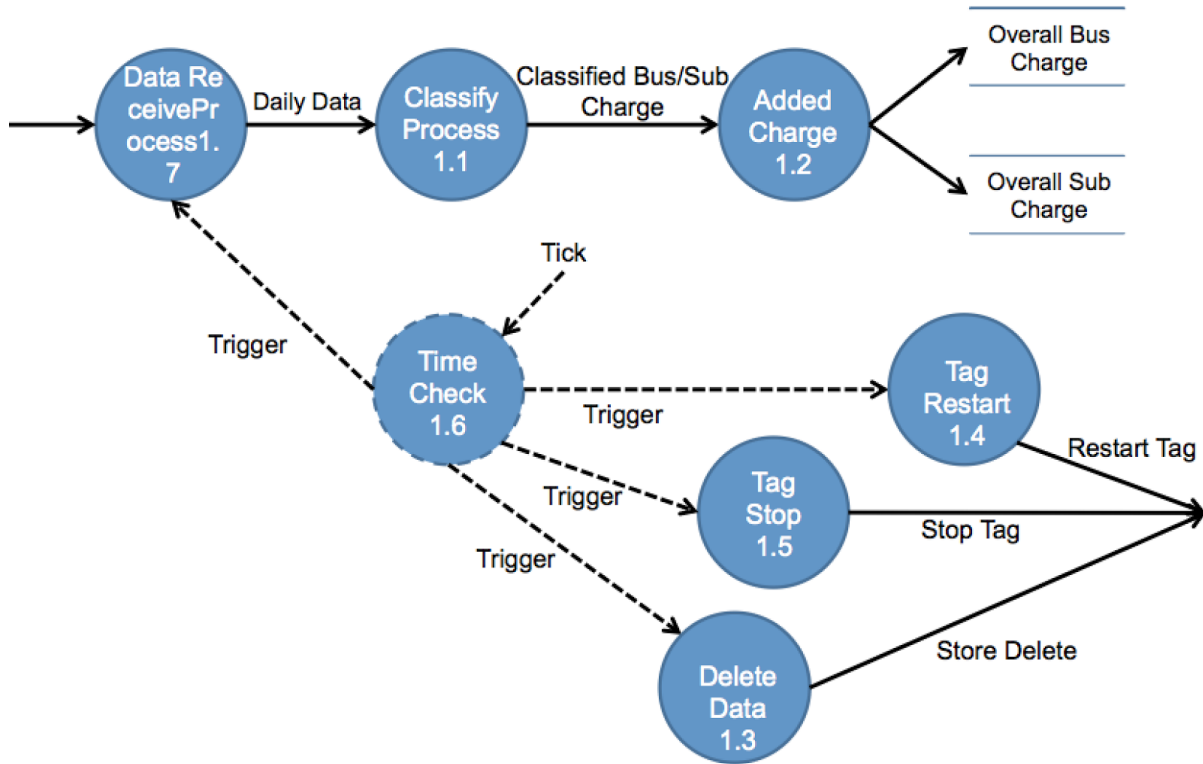 Data Re
ceivePr
ocess1.
7
Daily Data
Classify
Process
1.1
Classified Bus/Sub
Charge
Added
Charge
1.2
Overall Bus
Charge
Overall Sub
Charge
Tick
Trigger
Time
Check
1.6
Trigger
Tag
Restart
1.4
Restart Tag
Trigger
Tag
Stop
1.5
Stop Tag
Trigger
Delete
Data
1.3
Store Delete